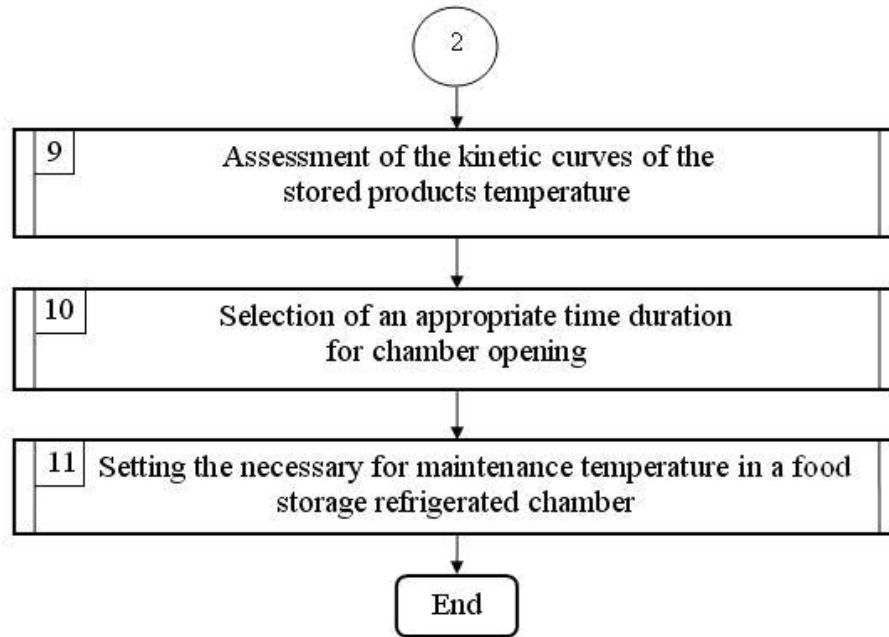 2
9
Assessment of the kinetic curves of the
stored products temperature
10
Selection of an appropriate time duration
for chamber opening
11
Setting the necessary for maintenance temperature in a food
storage refrigerated chamber
End